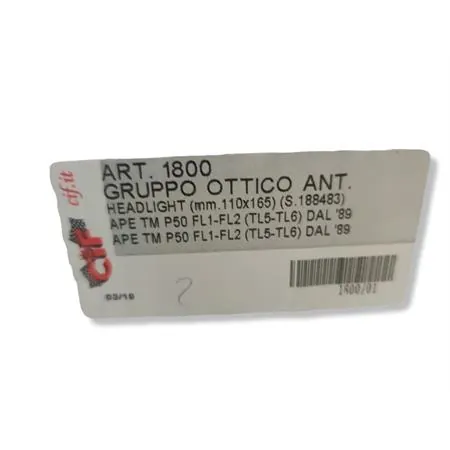 cif.it
CIF
ART. 1800
GRUPPO OTTICO ANT.
HEADLIGHT (mm.110x165) (S.188483)
APE TM P50 FL1-FL2 (TL5-TL6) DAL '89
APE TM P50 FL1-FL2 (TL5-TL6) DAL '89
03/19
2
1800/01